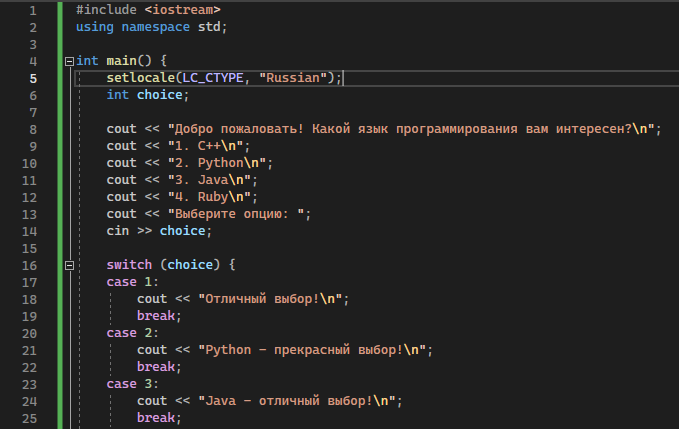 1 #include <iostream>
2 using namespace std;
3
4 int main() {
5 setlocale(LC_CTYPE, "Russian");
6 int choice;
7
8 cout << "Добро пожаловать! Какой язык программирования вам интересен?\n";
9 cout << "1. C++\n";
10 cout << "2. Python\n";
11 cout << "3. Java\n";
12 cout << "4. Ruby\n";
13 cout << "Выберите опцию: ";
14 cin >> choice;
15
16 switch (choice) {
17 case 1:
18 cout << "Отличный выбор!\n";
19 break;
20 case 2:
21 cout << "Python - прекрасный выбор!\n";
22 break;
23 case 3:
24 cout << "Java - отличный выбор!\n";
25 break;